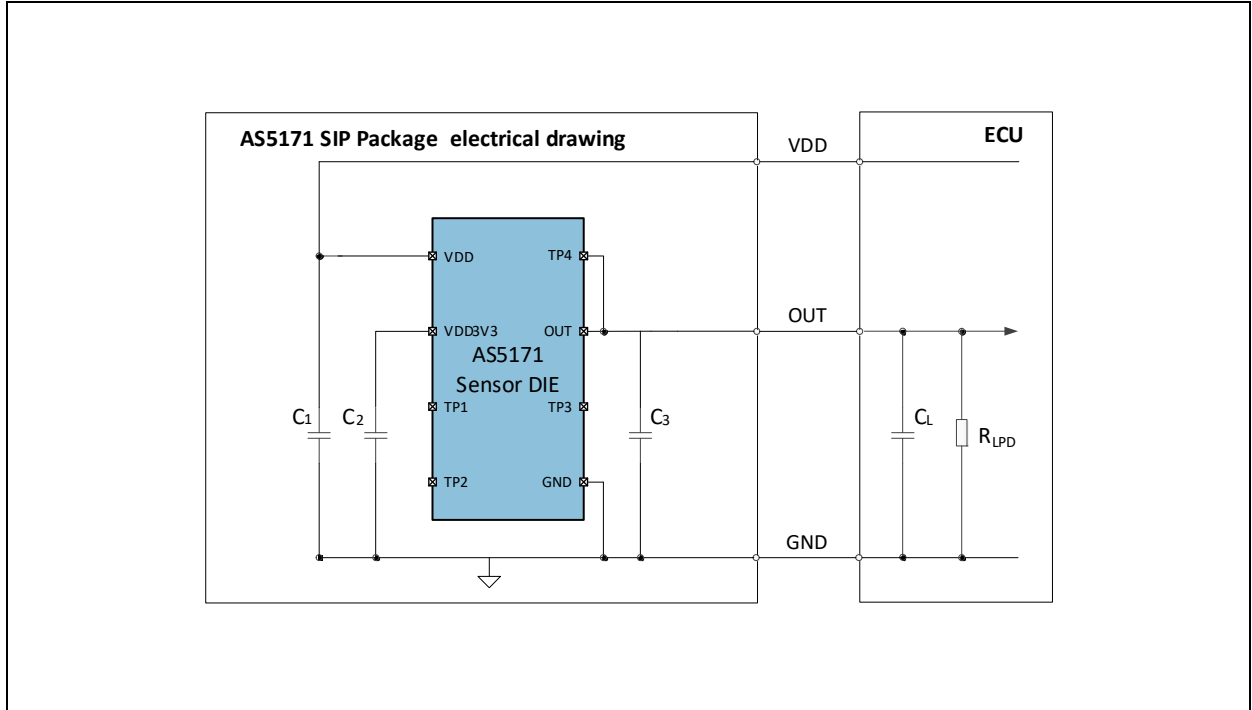 AS5171 SIP Package electrical drawing
VDD
ECU
VDD
TP4
OUT
VDD3V3
OUT
AS5171
Sensor DIE
TP1
TP3
C1
C2
C3
CL
RLPD
TP2
GND
GND